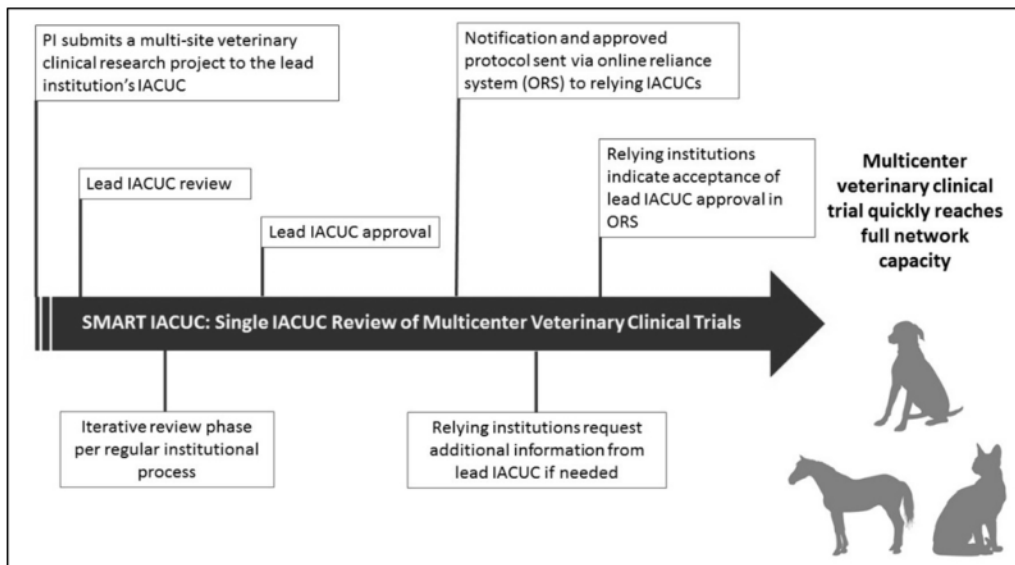 PI submits a multi-site veterinary
clinical research project to the lead
institution's IACUC
Notification and approved
protocol sent via online reliance
system (ORS) to relying IACUCs
Lead IACUC review
Lead IACUC approval
Relying institutions
indicate acceptance of
lead IACUC approval in
ORS
Multicenter
veterinary clinical
trial quickly reaches
full network
capacity
SMART IACUC: Single IACUC Review of Multicenter Veterinary Clinical Trials
Iterative review phase
per regular institutional
process
Relying institutions request
additional information from
lead IACUC if needed